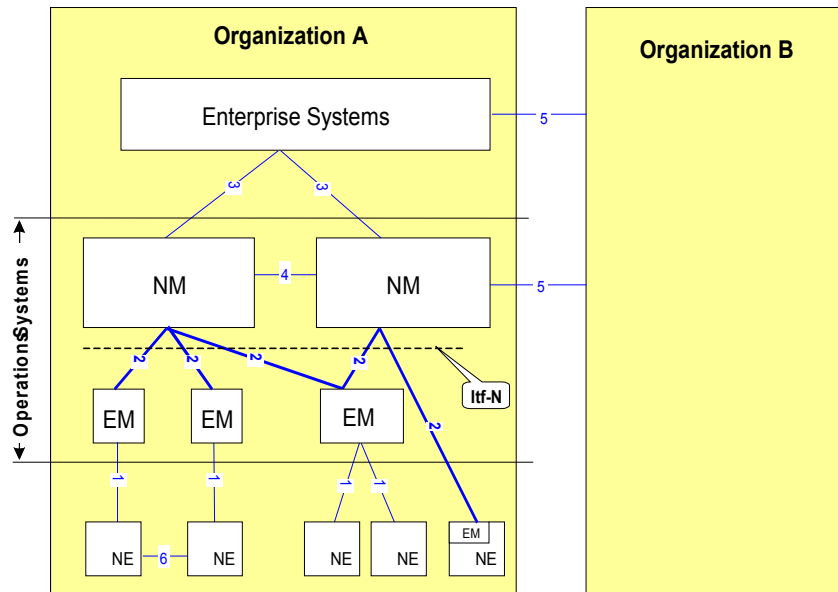 Organization A
Organization B
Enterprise Systems
5
3
3
NM
4
NM
5
Operations Systems
2
2
2
2
Itf-N
EM
EM
EM
2
1
1
1
1
EM
NE
6
NE
NE
NE
NE